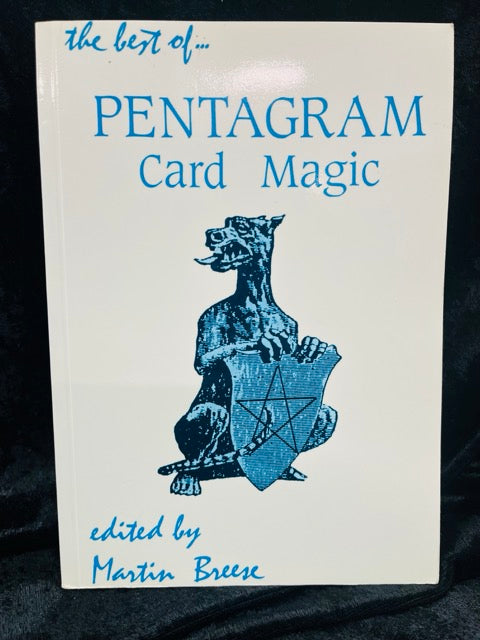 the best of...
PENTAGRAM
Card Magic
edited by
Martin Breese